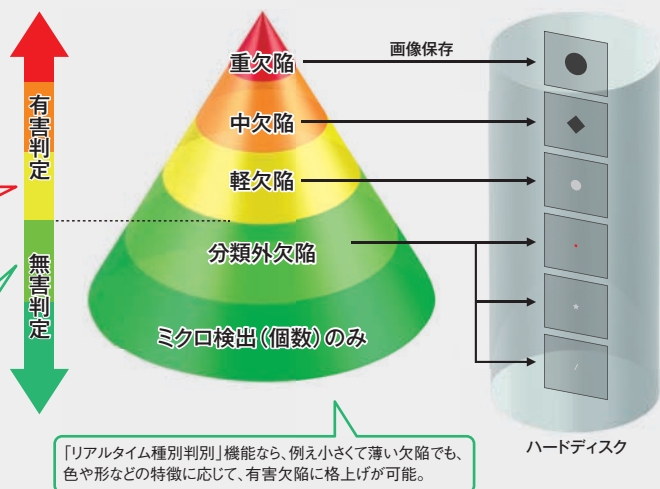 有害判定
無害判定
重欠陥
中欠陥
軽欠陥
分類外欠陥
ミクロ検出(個数)のみ
画像保存
ハードディスク
「リアルタイム種別判別」機能なら、例え小さくて薄い欠陥でも、
色や形などの特徴に応じて、有害欠陥に格上げが可能。